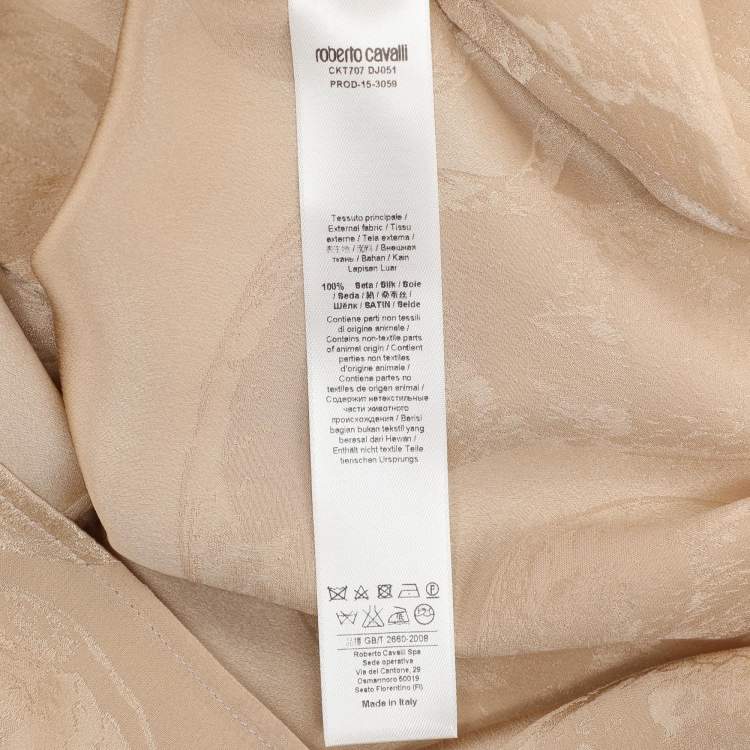 roberto cavalli
CKT707 DJ051
PROD-15-3059
Tessuto principale /
External fabric / Tissu
externe / Tela externa /
/ Внешная
ткань / Bahan / Kain
Lapisan Luar
100% Seta / Silk / Soie
/ Seda / 絹 / 桑蚕丝 /
Шёлк / SATIN / Seide
Contiene parti non tessili
di origine animale /
Contains non-textile parts
of animal origin / Contient
parties non textiles
d'origine animale /
Contiene partes no
textiles de origen animal /
Содержит нетекстильные
части животного
происхождения / Berisi
bagian bukan tekstil yang
berasal dari Hewan /
Enthält nicht textile Teile
tierischen Ursprungs
P
GB/T 2660-2008
Roberto Cavalli Spa
Sede operativa
Via del Cantone, 29
Osmannoro 50019
Sesto Fiorentino (FI)
Made in Italy